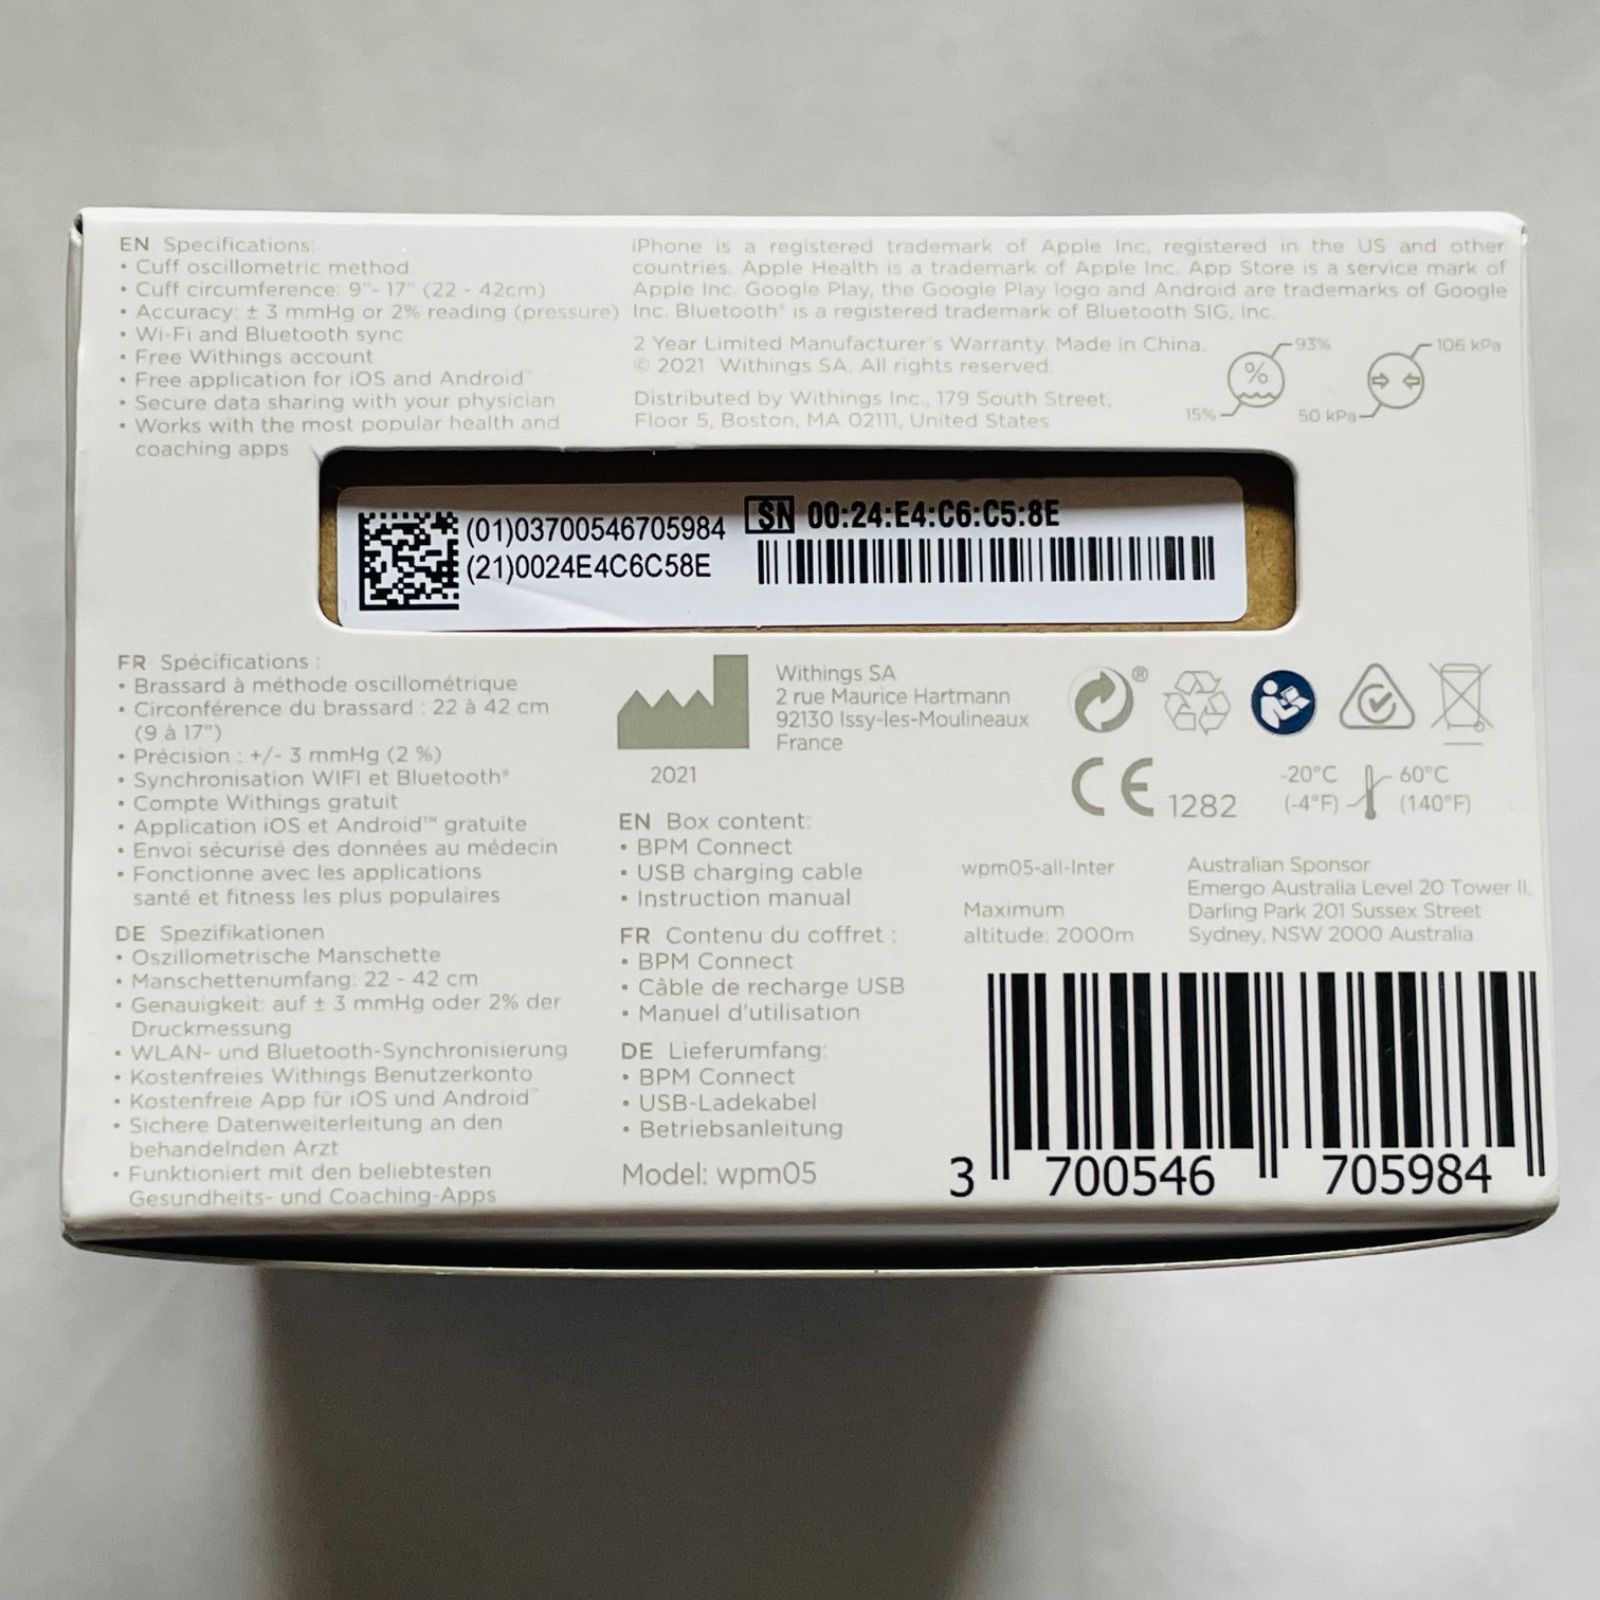 EN Specifications:
• Cuff oscillometric method
• Cuff circumference: 9"- 17" (22 - 42cm)
• Accuracy: ± 3 mmHg or 2% reading (pressure)
• Wi-Fi and Bluetooth sync
• Free Withings account
• Free application for iOS and Android™
• Secure data sharing with your physician
• Works with the most popular health and
coaching apps
iPhone is a registered trademark of Apple Inc, registered in the US and other
countries. Apple Health is a trademark of Apple Inc. App Store is a service mark of
Apple Inc. Google Play, the Google Play logo and Android are trademarks of Google
Inc. Bluetooth® is a registered trademark of Bluetooth SIG, Inc.
2 Year Limited Manufacturer's Warranty. Made in China.
© 2021 Withings SA. All rights reserved.
Distributed by Withings Inc., 179 South Street,
Floor 5, Boston, MA 02111, United States
93%
%
15%
106 kPa
50 kPa
(01)03700546705984
(21)0024E4C6C58E
SN 00:24:E4:C6:C5:8E
FR Spécifications :
• Brassard à méthode oscillométrique
• Circonférence du brassard : 22 à 42 cm
(9 à 17")
• Précision : +/- 3 mmHg (2 %)
• Synchronisation WIFI et Bluetooth®
• Compte Withings gratuit
• Application iOS et Android™ gratuite
• Envoi sécurisé des données au médecin
• Fonctionne avec les applications
santé et fitness les plus populaires
DE Spezifikationen
• Oszillometrische Manschette
• Manschettenumfang: 22 - 42 cm
• Genauigkeit: auf ± 3 mmHg oder 2% der
Druckmessung
• WLAN- und Bluetooth-Synchronisierung
• Kostenfreies Withings Benutzerkonto
• Kostenfreie App für iOS und Android™
• Sichere Datenweiterleitung an den
behandelnden Arzt
• Funktioniert mit den beliebtesten
Gesundheits- und Coaching-Apps
2021
Withings SA
2 rue Maurice Hartmann
92130 Issy-les-Moulineaux
France
EN Box content:
• BPM Connect
• USB charging cable
• Instruction manual
FR Contenu du coffret :
• BPM Connect
• Câble de recharge USB
• Manuel d'utilisation
DE Lieferumfang:
• BPM Connect
• USB-Ladekabel
• Betriebsanleitung
Model: wpm05
®
CE 1282
-20°C
(-4°F)
60°C
(140°F)
wpm05-all-Inter
Maximum
altitude: 2000m
Australian Sponsor
Emergo Australia Level 20 Tower II,
Darling Park 201 Sussex Street
Sydney, NSW 2000 Australia
3 700546 705984